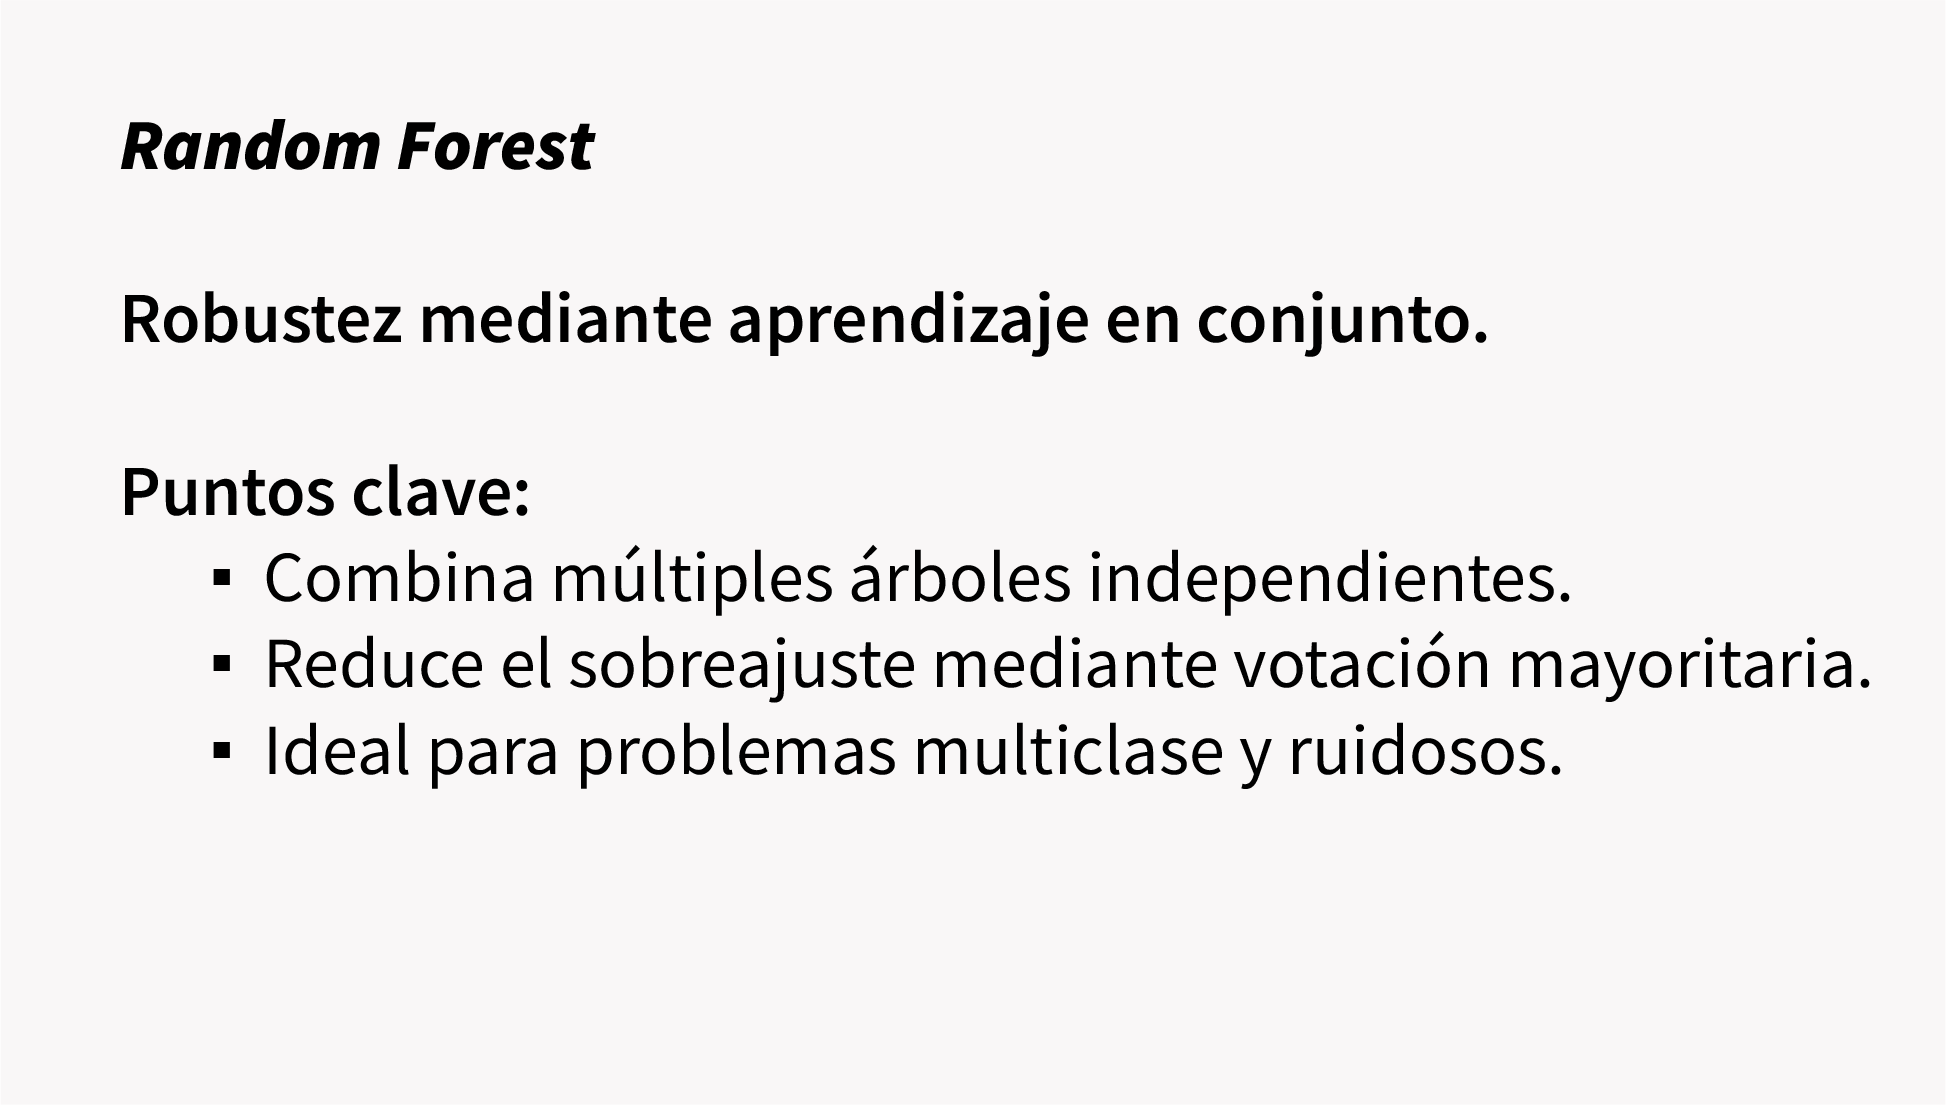 Random Forest
Robustez mediante aprendizaje en conjunto.
Puntos clave:
▪ Combina múltiples árboles independientes.
▪ Reduce el sobreajuste mediante votación mayoritaria.
▪ Ideal para problemas multiclase y ruidosos.